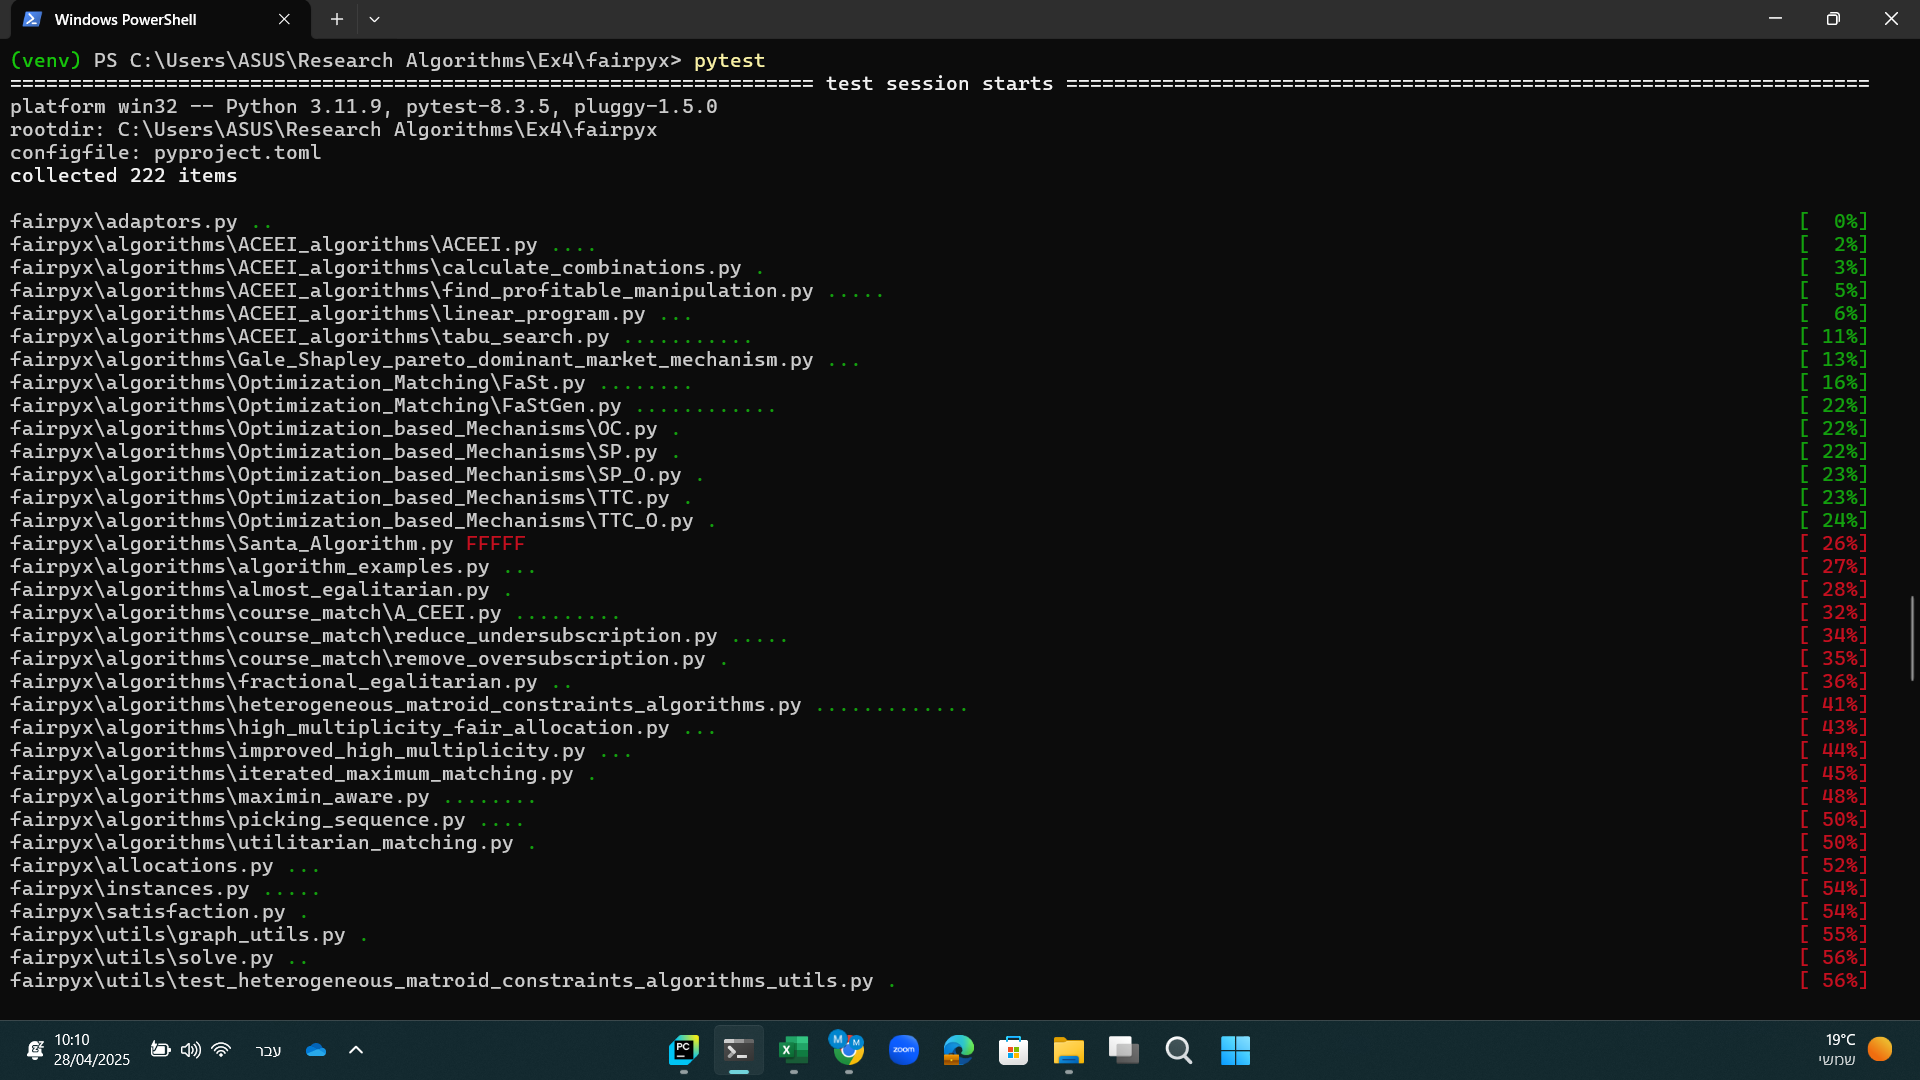 Windows PowerShell
(venv) PS C:\Users\ASUS\Research Algorithms\Ex4\fairpyx> pytest
=================================================================== test session starts ===================================================================
platform win32 -- Python 3.11.9, pytest-8.3.5, pluggy-1.5.0
rootdir: C:\Users\ASUS\Research Algorithms\Ex4\fairpyx
configfile: pyproject.toml
collected 222 items
fairpyx\adaptors.py .. [  0%]
fairpyx\algorithms\ACEEI_algorithms\ACEEI.py .... [  2%]
fairpyx\algorithms\ACEEI_algorithms\calculate_combinations.py . [  3%]
fairpyx\algorithms\ACEEI_algorithms\find_profitable_manipulation.py ..... [  5%]
fairpyx\algorithms\ACEEI_algorithms\linear_program.py ... [  6%]
fairpyx\algorithms\ACEEI_algorithms\tabu_search.py ........... [ 11%]
fairpyx\algorithms\Gale_Shapley_pareto_dominant_market_mechanism.py ... [ 13%]
fairpyx\algorithms\Optimization_Matching\FaSt.py ........ [ 16%]
fairpyx\algorithms\Optimization_Matching\FaStGen.py ............ [ 22%]
fairpyx\algorithms\Optimization_based_Mechanisms\OC.py . [ 22%]
fairpyx\algorithms\Optimization_based_Mechanisms\SP.py . [ 22%]
fairpyx\algorithms\Optimization_based_Mechanisms\SP_O.py . [ 23%]
fairpyx\algorithms\Optimization_based_Mechanisms\TTC.py . [ 23%]
fairpyx\algorithms\Optimization_based_Mechanisms\TTC_O.py . [ 24%]
fairpyx\algorithms\Santa_Algorithm.py FFFFF [ 26%]
fairpyx\algorithms\algorithm_examples.py ... [ 27%]
fairpyx\algorithms\almost_egalitarian.py . [ 28%]
fairpyx\algorithms\course_match\A_CEEI.py ......... [ 32%]
fairpyx\algorithms\course_match\reduce_undersubscription.py ..... [ 34%]
fairpyx\algorithms\course_match\remove_oversubscription.py . [ 35%]
fairpyx\algorithms\fractional_egalitarian.py .. [ 36%]
fairpyx\algorithms\heterogeneous_matroid_constraints_algorithms.py ............. [ 41%]
fairpyx\algorithms\high_multiplicity_fair_allocation.py ... [ 43%]
fairpyx\algorithms\improved_high_multiplicity.py ... [ 44%]
fairpyx\algorithms\iterated_maximum_matching.py . [ 45%]
fairpyx\algorithms\maximin_aware.py ........ [ 48%]
fairpyx\algorithms\picking_sequence.py .... [ 50%]
fairpyx\algorithms\utilitarian_matching.py . [ 50%]
fairpyx\allocations.py ... [ 52%]
fairpyx\instances.py ..... [ 54%]
fairpyx\satisfaction.py . [ 54%]
fairpyx\utils\graph_utils.py . [ 55%]
fairpyx\utils\solve.py .. [ 56%]
fairpyx\utils\test_heterogeneous_matroid_constraints_algorithms_utils.py . [ 56%]
10:10
28/04/2025
עבר
PC
M M
zoom
19°C
שמשי